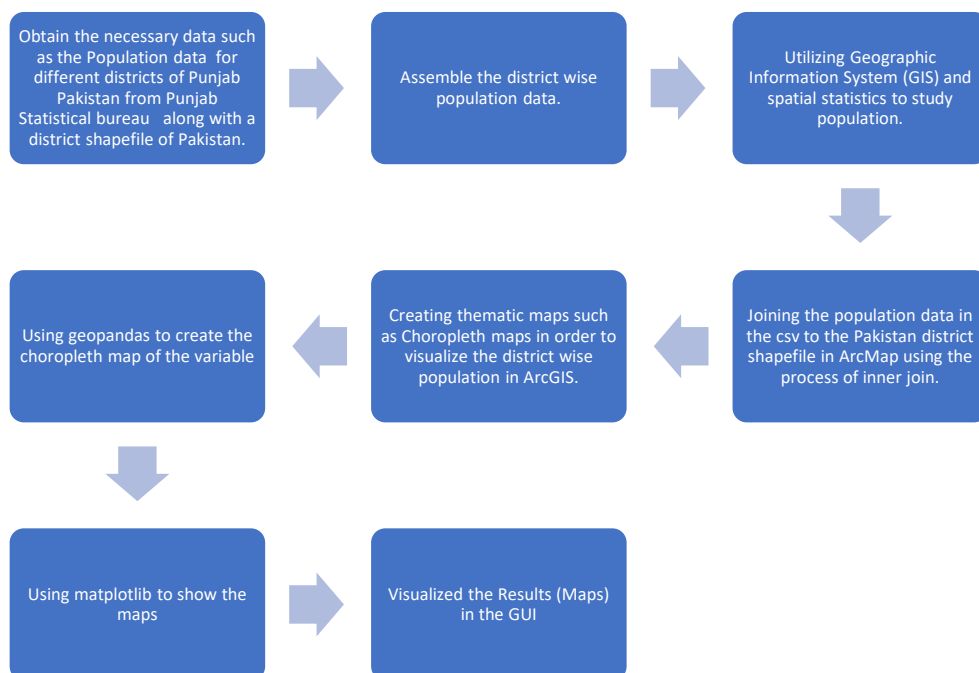 Obtain the necessary data such
as the Population data for
different districts of Punjab
Pakistan from Punjab
Statistical bureau along with a
district shapefile of Pakistan.
Assemble the district wise
population data.
Utilizing Geographic
Information System (GIS) and
spatial statistics to study
population.
Joining the population data in
the csv to the Pakistan district
shapefile in ArcMap using the
process of inner join.
Creating thematic maps such
as Choropleth maps in order to
visualize the district wise
population in ArcGIS.
Using geopandas to create the
choropleth map of the variable
Using matplotlib to show the
maps
Visualized the Results (Maps)
in the GUI